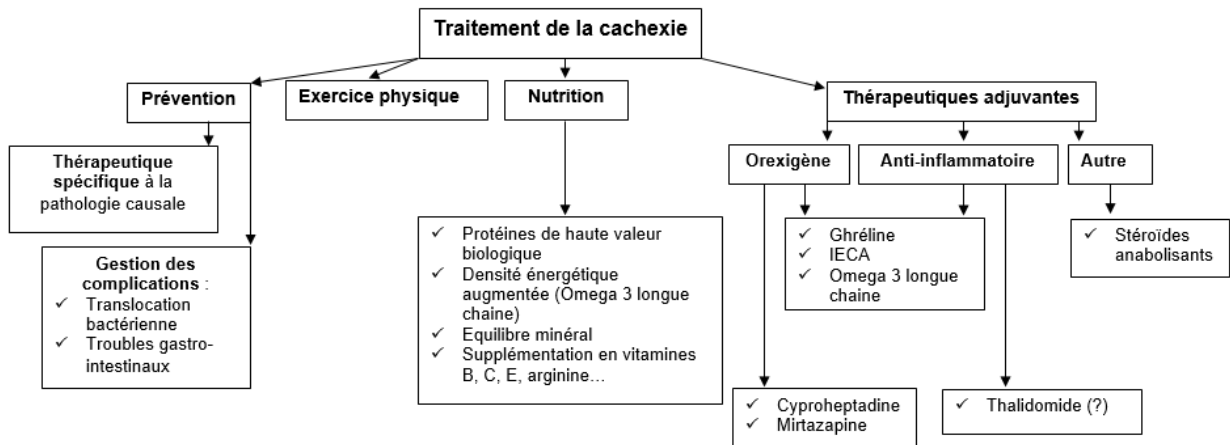 Traitement de la cachexie
Prévention
Exercice physique
Nutrition
Thérapeutiques adjuvantes
Thérapeutique
spécifique à la
pathologie causale
Orexigène
Anti-inflammatoire
Autre
Gestion des
complications :
✓ Translocation
bactérienne
✓ Troubles gastro-
intestinaux
✓ Protéines de haute valeur
biologique
✓ Densité énergétique
augmentée (Omega 3 longue
chaine)
✓ Equilibre minéral
✓ Supplémentation en vitamines
B, C, E, arginine…
✓ Ghréline
✓ IECA
✓ Omega 3 longue
chaine
✓ Stéroïdes
anabolisants
✓ Cyproheptadine
✓ Mirtazapine
✓ Thalidomide (?)